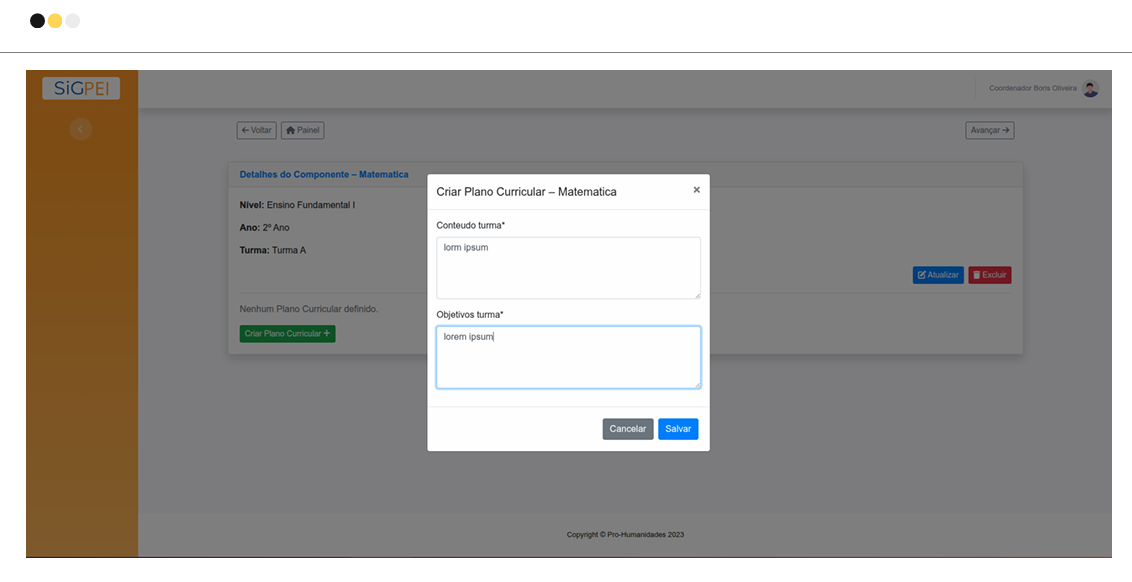 SiGPEI
Coordenador Boris Oliveira
Voltar
Painel
Avançar
Detalhes do Componente – Matematica
Nível: Ensino Fundamental I
Ano: 2º Ano
Turma: Turma A
Atualizar
Excluir
Nenhum Plano Curricular definido.
Criar Plano Curricular +
Criar Plano Curricular – Matematica
×
Conteudo turma*
lorm ipsum
Objetivos turma*
lorem ipsum
Cancelar
Salvar
Copyright © Pro-Humanidades 2023